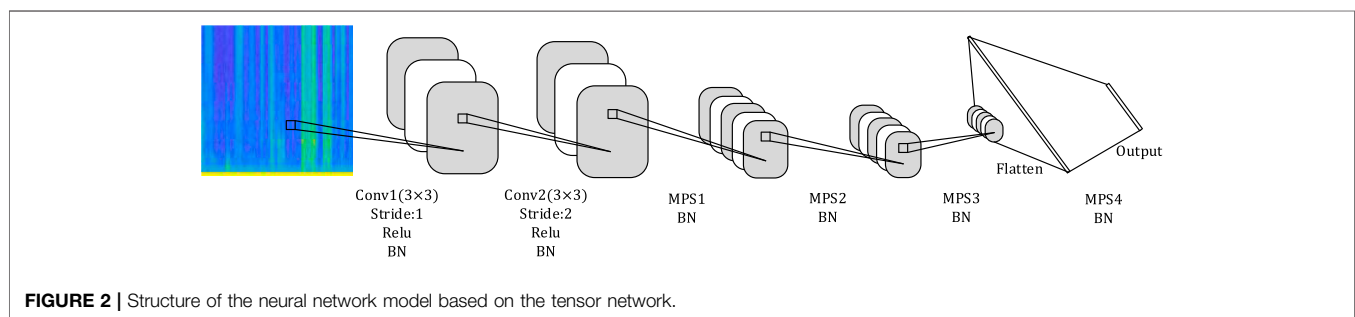 Conv1(3×3)
Stride:1
Relu
BN
Conv2(3×3)
Stride:2
Relu
BN
MPS1
BN
MPS2
BN
MPS3
BN
Flatten
Output
MPS4
BN
FIGURE 2 | Structure of the neural network model based on the tensor network.